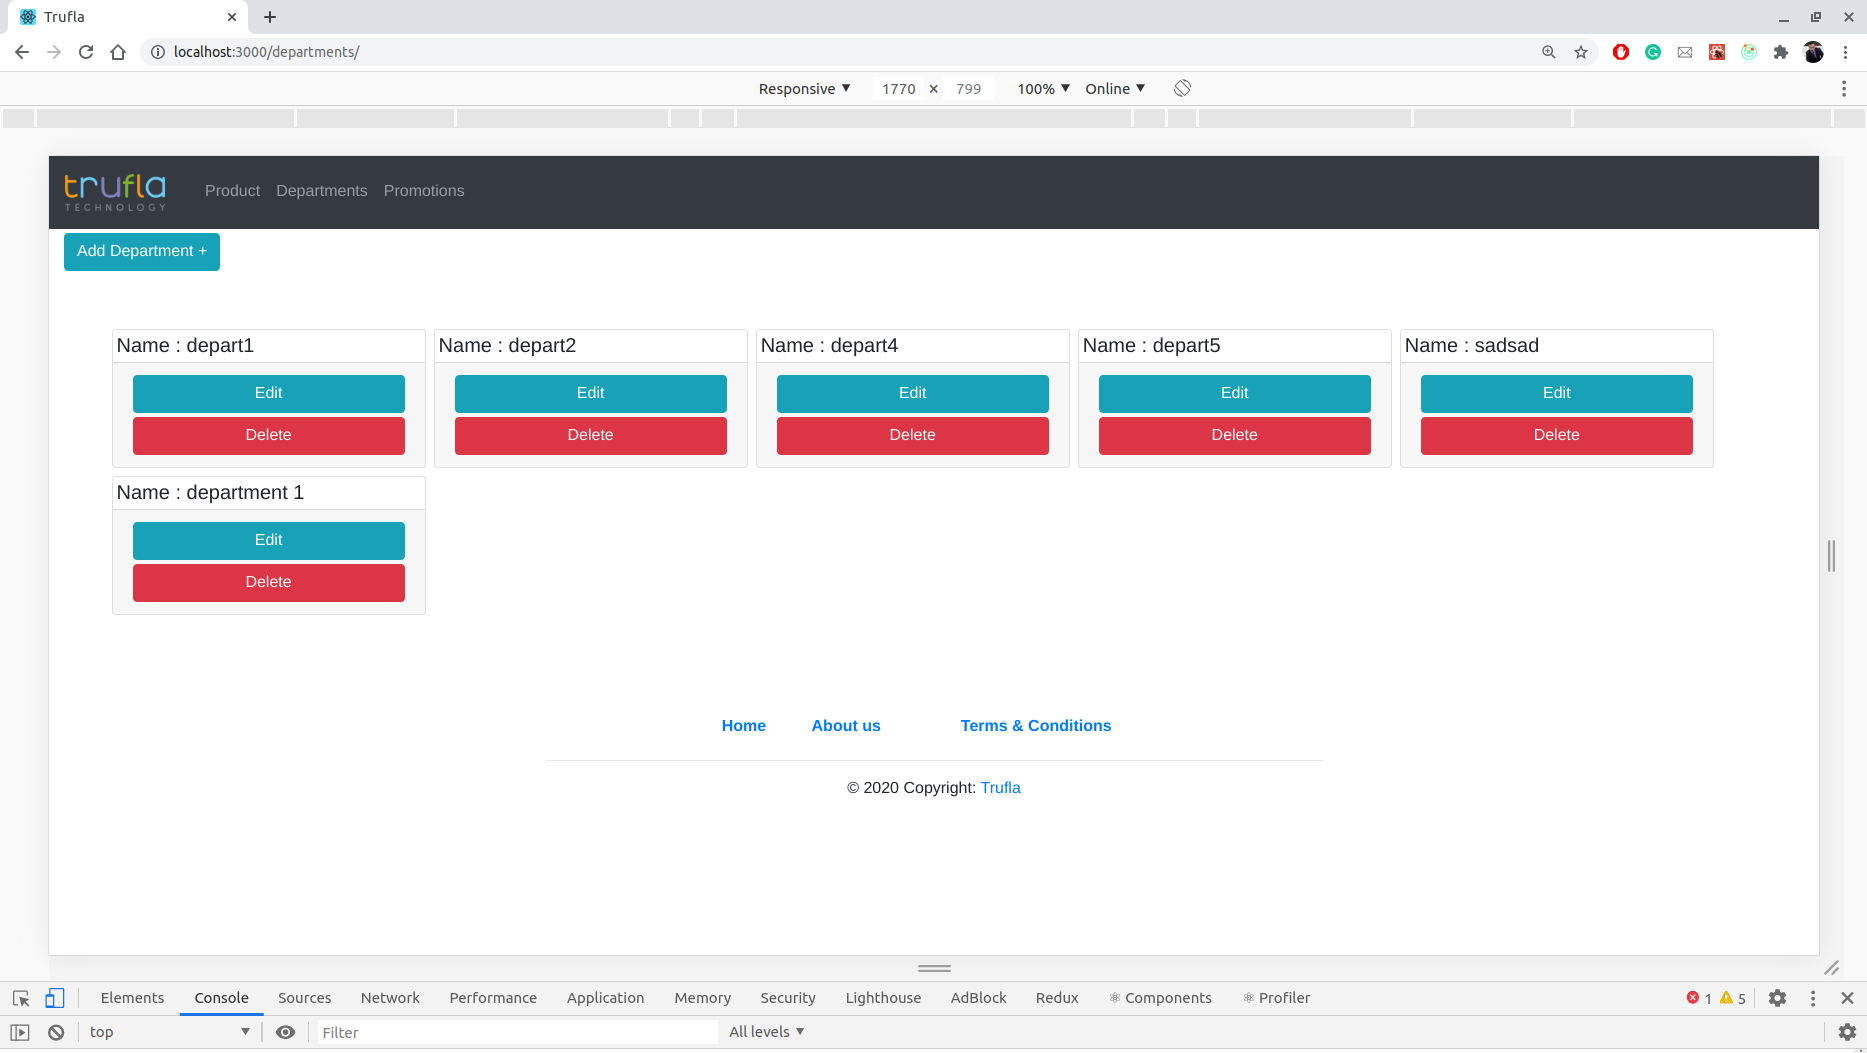 Trufla
localhost:3000/departments/
Responsive 1770 × 799 100% Online
trufla
TECHNOLOGY
Product Departments Promotions
Add Department +
Name : depart1 Name : depart2 Name : depart4 Name : depart5 Name : sadsad
Edit Edit Edit Edit Edit
Delete Delete Delete Delete Delete
Name : department 1
Edit
Delete
Home About us Terms & Conditions
© 2020 Copyright: Trufla
Elements Console Sources Network Performance Application Memory Security Lighthouse AdBlock Redux Components Profiler 1 5
top Filter All levels